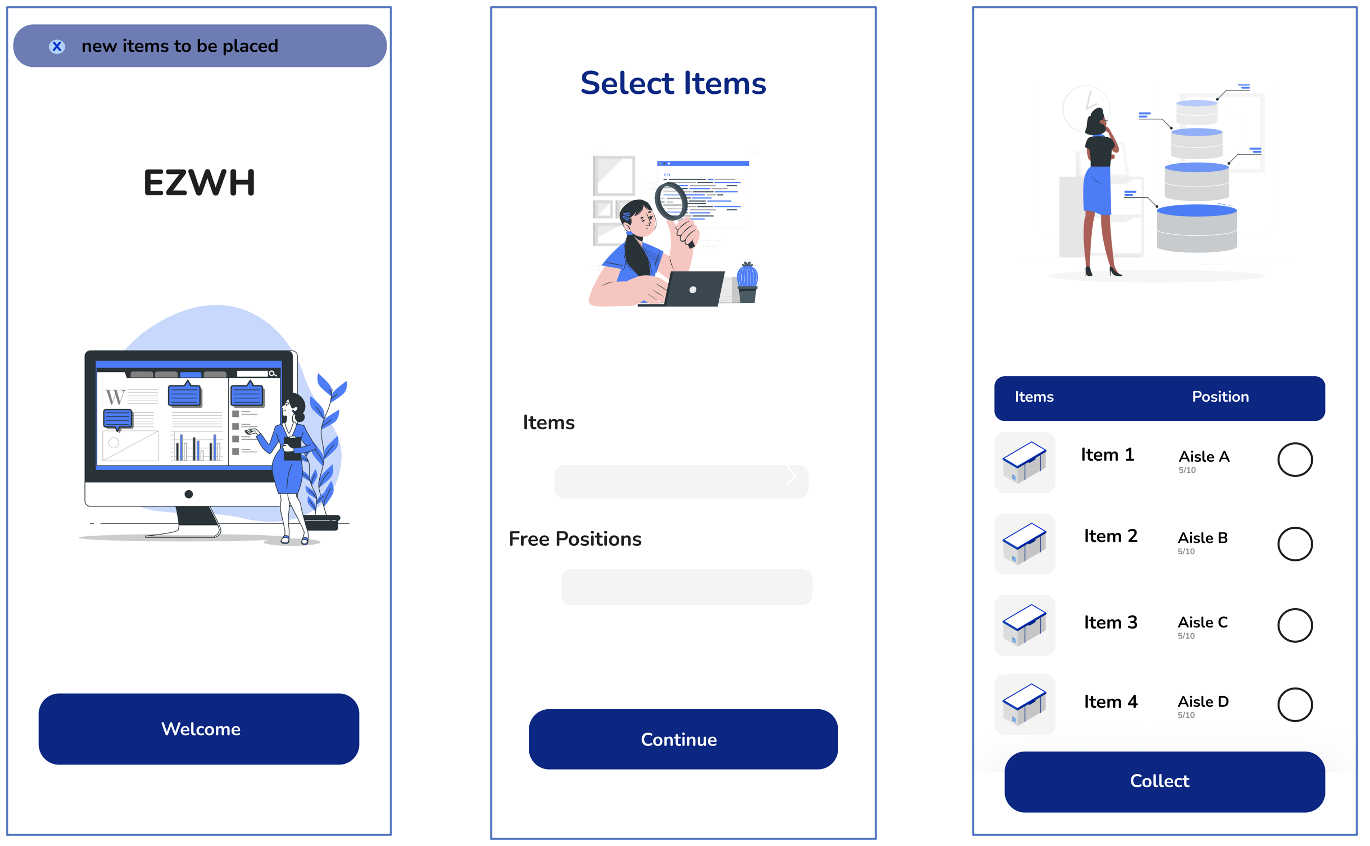 X new items to be placed
EZWH
W
Welcome
Select Items
Items
Free Positions
Continue
Items Position
Item 1 Aisle A
5/10
Item 2 Aisle B
5/10
Item 3 Aisle C
5/10
Item 4 Aisle D
5/10
Collect